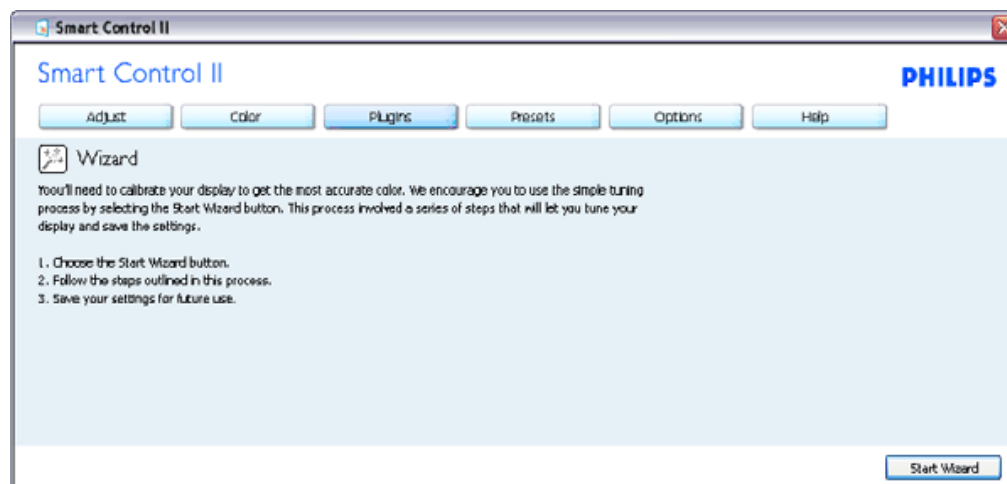 Smart Control II
Smart Control II
PHILIPS
Adjust Color Plugins Presets Options Help
Wizard
Yoou'll need to calibrate your display to get the most accurate color. We encourage you to use the simple tuning
process by selecting the Start Wizard button. This process involved a series of steps that will let you tune your
display and save the settings.
1. Choose the Start Wizard button.
2. Follow the steps outlined in this process.
3. Save your settings for future use.
Start Wizard